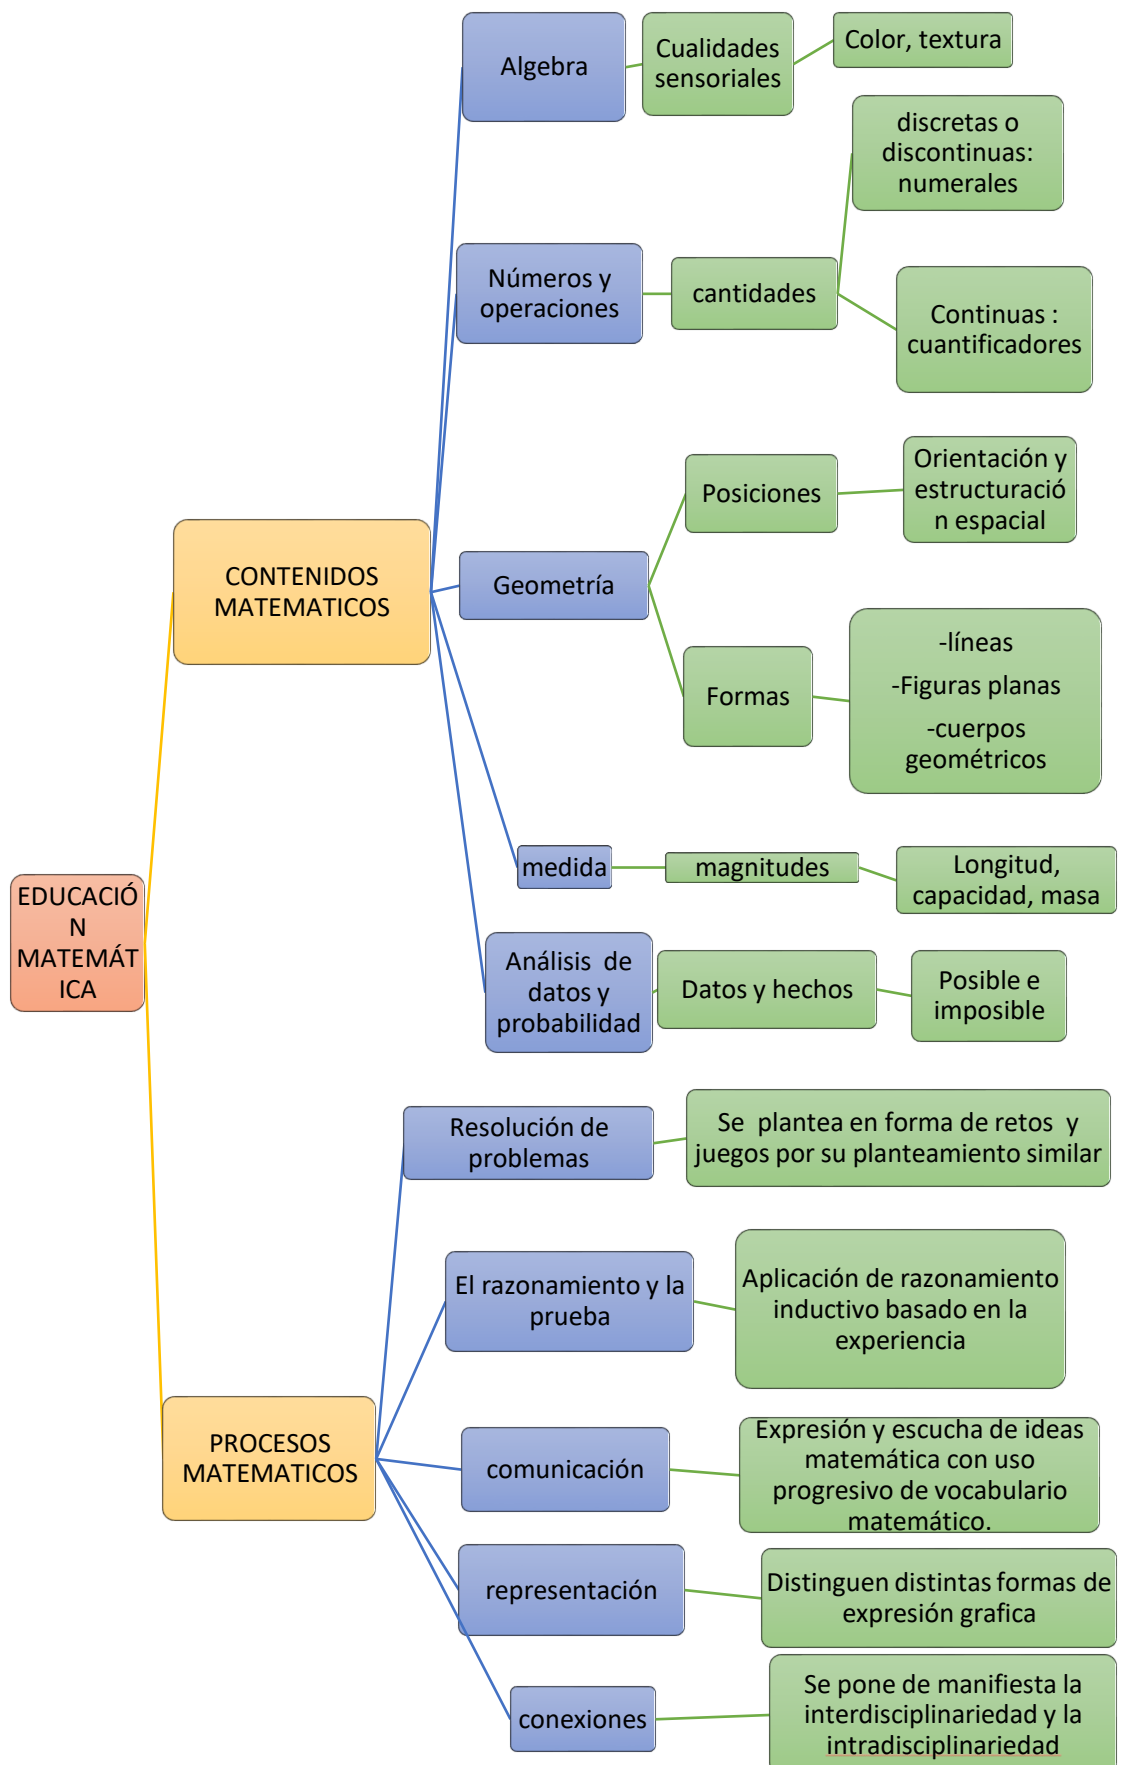 Algebra
Cualidades
sensoriales
Color, textura
discretas o
discontinuas:
numerales
Números y
operaciones
cantidades
Continuas :
cuantificadores
CONTENIDOS
MATEMATICOS
Geometría
Posiciones
Orientación y
estructuració
n espacial
Formas
-líneas
-Figuras planas
-cuerpos
geométricos
medida
magnitudes
Longitud,
capacidad, masa
EDUCACIÓ
N
MATEMÁT
ICA
Análisis de
datos y
probabilidad
Datos y hechos
Posible e
imposible
Resolución de
problemas
Se plantea en forma de retos y
juegos por su planteamiento similar
El razonamiento y la
prueba
Aplicación de razonamiento
inductivo basado en la
experiencia
PROCESOS
MATEMATICOS
comunicación
Expresión y escucha de ideas
matemática con uso
progresivo de vocabulario
matemático.
representación
Distinguen distintas formas de
expresión grafica
conexiones
Se pone de manifiesta la
interdisciplinariedad y la
intradisciplinariedad